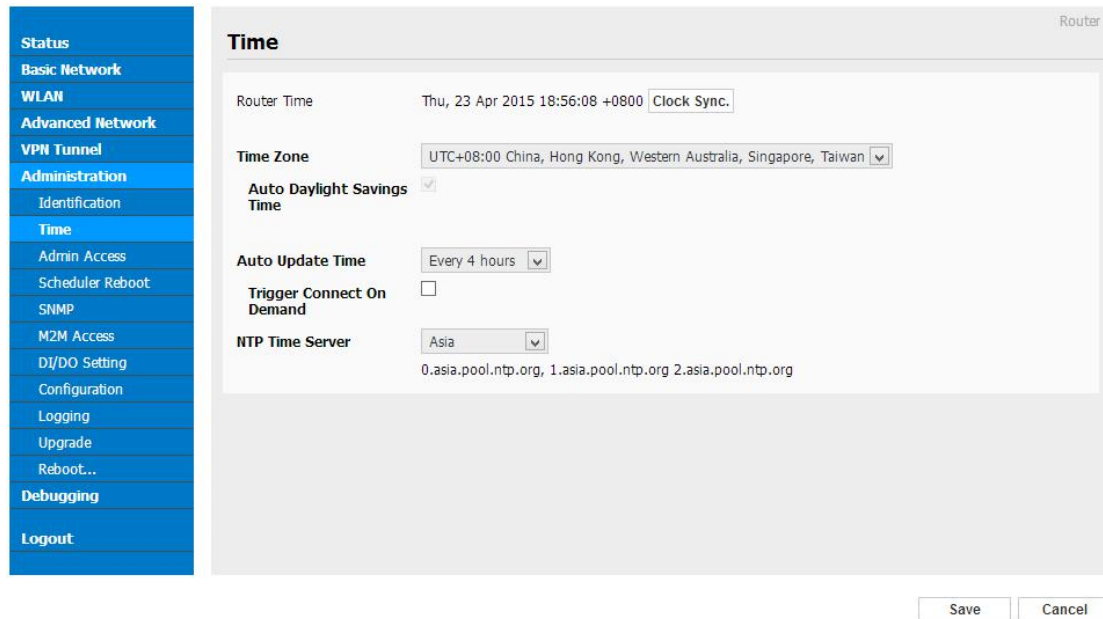 Router
Status
Basic Network
WLAN
Advanced Network
VPN Tunnel
Administration
Identification
Time
Admin Access
Scheduler Reboot
SNMP
M2M Access
DI/DO Setting
Configuration
Logging
Upgrade
Reboot...
Debugging
Logout
Time
Router Time Thu, 23 Apr 2015 18:56:08 +0800 Clock Sync.
Time Zone UTC+08:00 China, Hong Kong, Western Australia, Singapore, Taiwan
Auto Daylight Savings
Time
Auto Update Time Every 4 hours
Trigger Connect On
Demand
NTP Time Server Asia
0.asia.pool.ntp.org, 1.asia.pool.ntp.org 2.asia.pool.ntp.org
Save Cancel